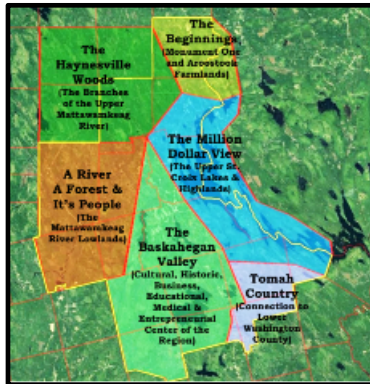 The
Beginnings
(Monument One
and Aroostook
Farmlands)
The
Haynesville
Woods
(The Branches
of the Upper
Mattawamkeag
River)
The Million
Dollar View
(The Upper St.
Croix Lakes &
Highlands)
A River
A Forest &
It's People
(The
Mattawamkeag
River Lowlands)
The
Baskahegan
Valley
(Cultural, Historic,
Business,
Educational,
Medical &
Entrepreneurial
Center of the
Region)
Tomah
Country
(Connection to
Lower
Washington
County)